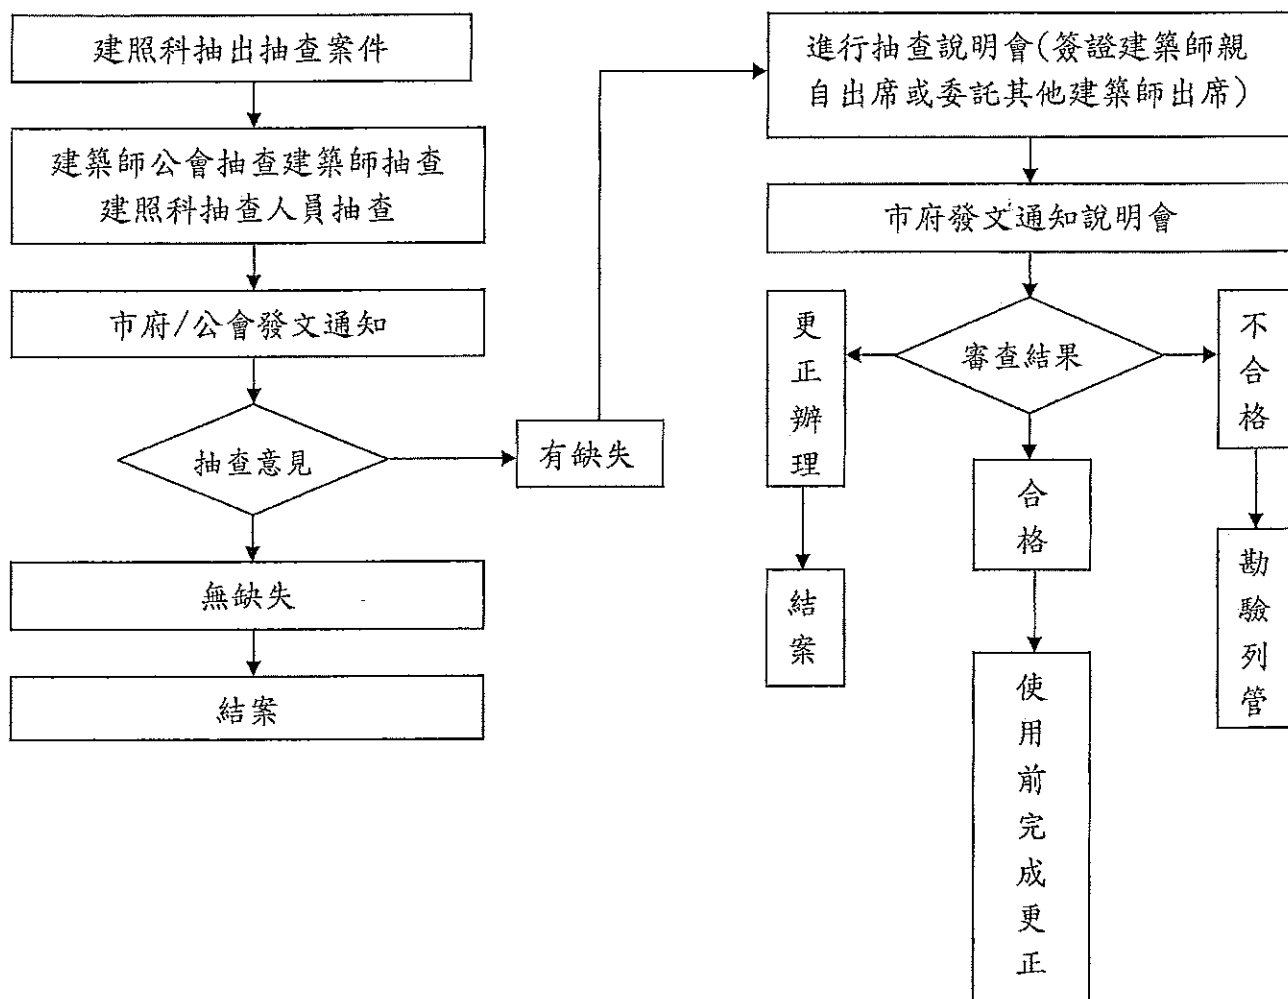 建照科抽出抽查案件
建築師公會抽查建築師抽查
建照科抽查人員抽查
市府/公會發文通知
抽查意見
有缺失
無缺失
結案
進行抽查說明會(簽證建築師親
自出席或委託其他建築師出席)
市府發文通知說明會
審查結果
更正辦理
結案
合格
使用前完成更正
不合格
勘驗列管